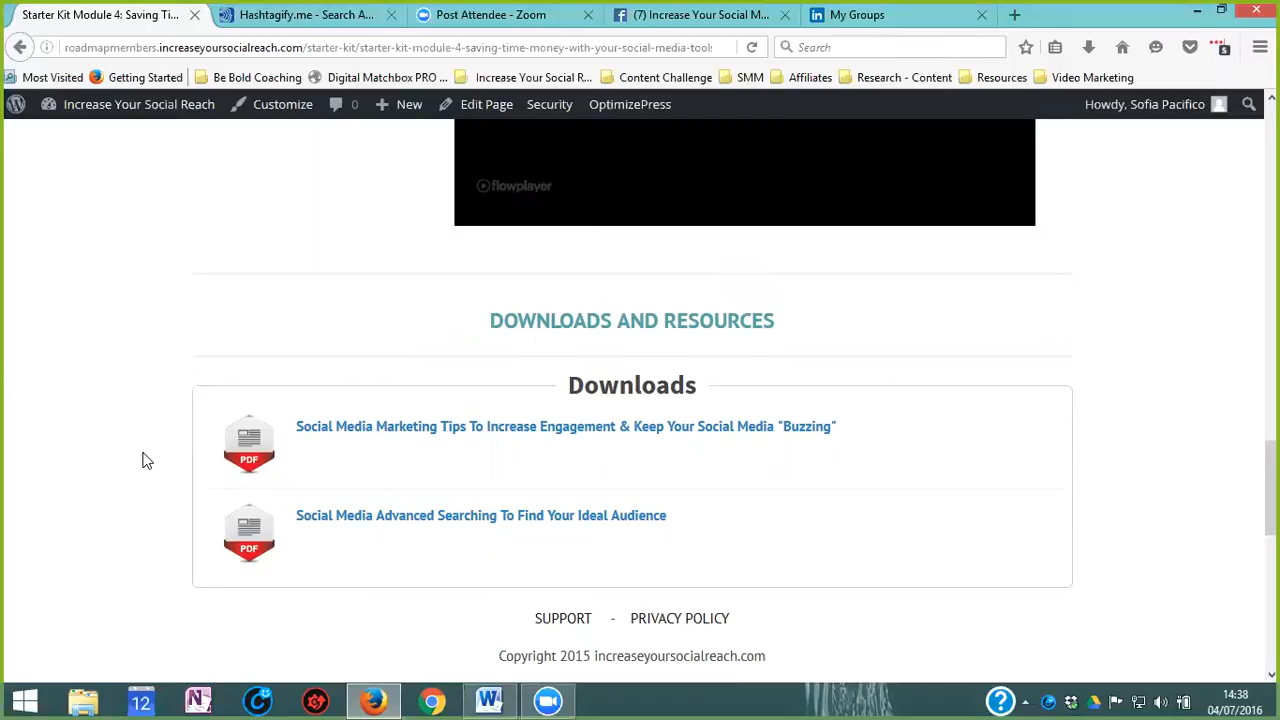 Starter Kit Module 4: Saving Ti...
Hashtagify.me - Search A...
Post Attendee - Zoom
(7) Increase Your Social M...
My Groups
roadmapmembers.increaseyoursocialreach.com/starter-kit/starter-kit-module-4-saving-time-money-with-your-social-media-tools
Search
Most Visited
Getting Started
Be Bold Coaching
Digital Matchbox PRO ...
Increase Your Social R...
Content Challenge
SMM
Affiliates
Research - Content
Resources
Video Marketing
Increase Your Social Reach
Customize
0
New
Edit Page
Security
OptimizePress
Howdy, Sofia Pacifico
flowplayer
DOWNLOADS AND RESOURCES
Downloads
Social Media Marketing Tips To Increase Engagement & Keep Your Social Media "Buzzing"
PDF
Social Media Advanced Searching To Find Your Ideal Audience
PDF
SUPPORT - PRIVACY POLICY
Copyright 2015 increaseyoursocialreach.com
12
14:38
04/07/2016